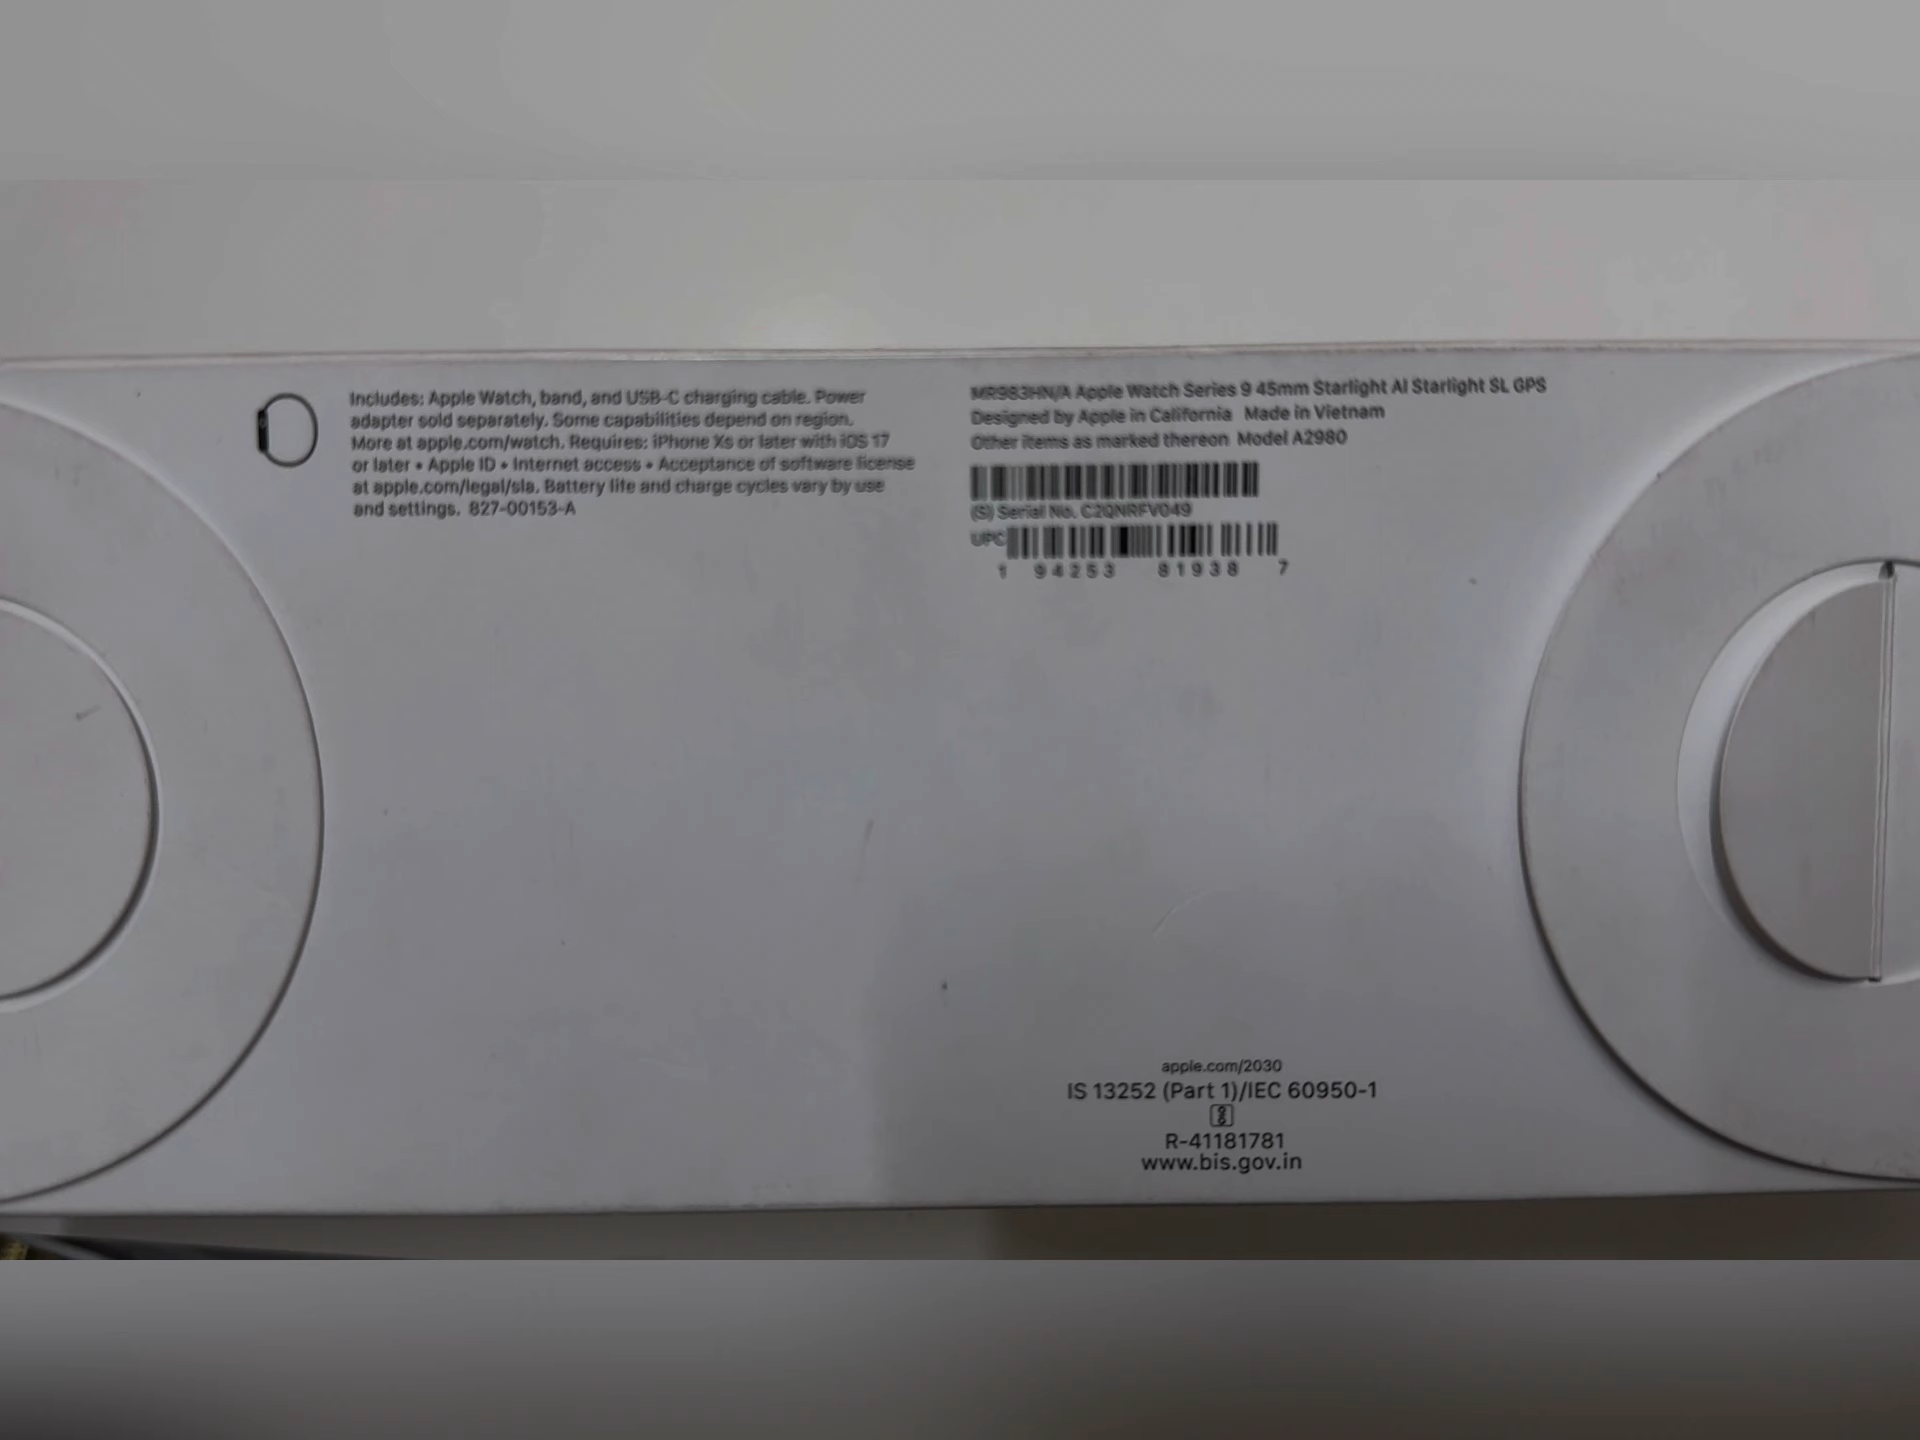 Includes: Apple Watch, band, and USB-C charging cable. Power
adapter sold separately. Some capabilities depend on region.
More at apple.com/watch. Requires: iPhone Xs or later with iOS 17
or later • Apple ID • Internet access • Acceptance of software license
at apple.com/legal/sla. Battery life and charge cycles vary by use
and settings. 827-00153-A
MR983HN/A Apple Watch Series 9 45mm Starlight Al Starlight SL GPS
Designed by Apple in California Made in Vietnam
Other items as marked thereon Model A2980
(S) Serial No. C2QNRFV049
UPC
1 94253 81938 7
apple.com/2030
IS 13252 (Part 1)/IEC 60950-1
R-41181781
www.bis.gov.in